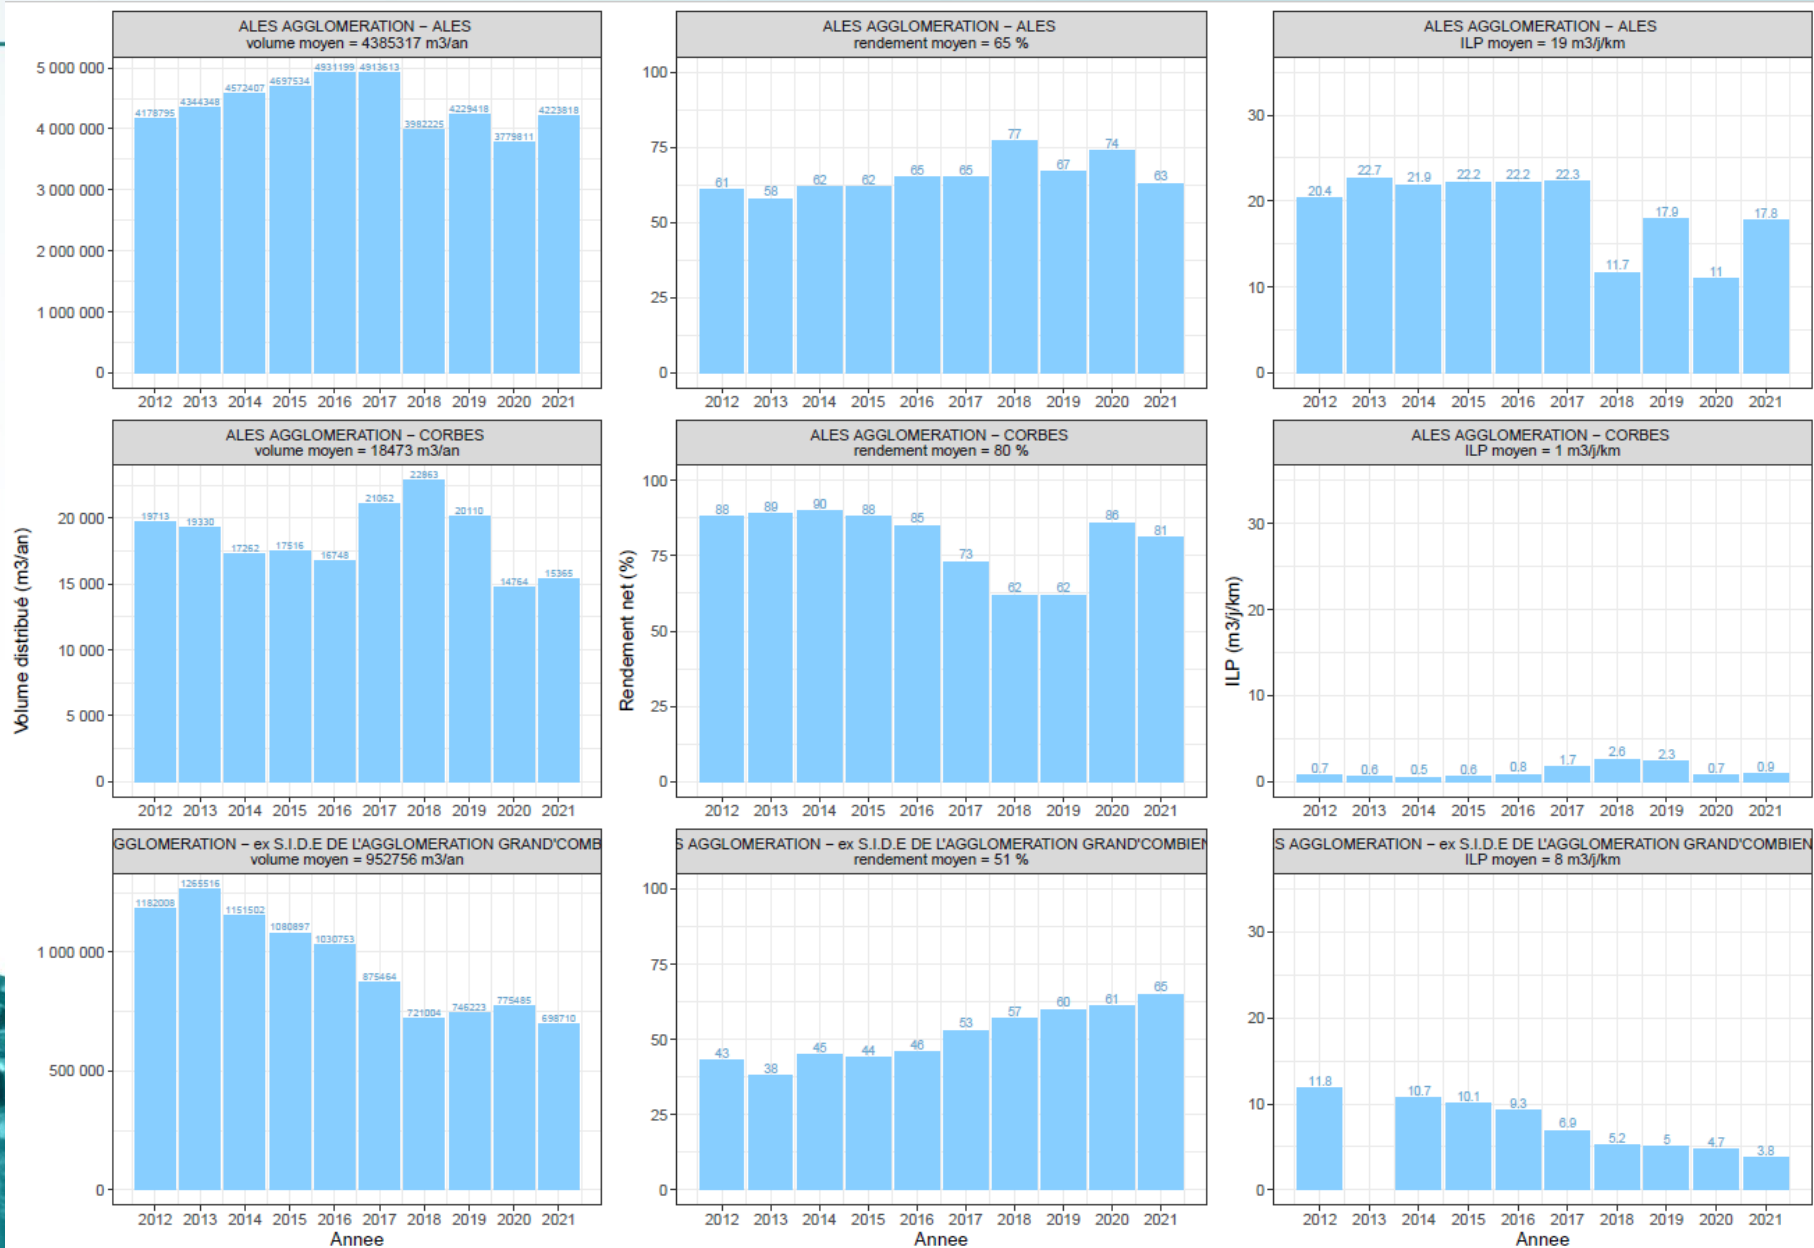 ALES AGGLOMERATION – ALES
volume moyen = 4385317 m3/an
5 000 000
4 000 000
3 000 000
2 000 000
1 000 000
0
4178795 4344348 4572407 4697534 4931199 4913613 3982225 4229418 3779811 4223818
2012 2013 2014 2015 2016 2017 2018 2019 2020 2021
ALES AGGLOMERATION – ALES
rendement moyen = 65 %
100
75
50
25
0
61 58 62 62 65 65 77 67 74 63
2012 2013 2014 2015 2016 2017 2018 2019 2020 2021
ALES AGGLOMERATION – ALES
ILP moyen = 19 m3/j/km
30
20
10
0
20.4 22.7 21.9 22.2 22.2 22.3 11.7 17.9 11 17.8
2012 2013 2014 2015 2016 2017 2018 2019 2020 2021
Volume distribué (m3/an)
ALES AGGLOMERATION – CORBES
volume moyen = 18473 m3/an
20 000
15 000
10 000
5 000
0
19713 19330 17262 17516 16748 21062 22863 20110 14764 15365
2012 2013 2014 2015 2016 2017 2018 2019 2020 2021
Rendement net (%)
ALES AGGLOMERATION – CORBES
rendement moyen = 80 %
100
75
50
25
0
88 89 90 88 85 73 62 62 86 81
2012 2013 2014 2015 2016 2017 2018 2019 2020 2021
ILP (m3/j/km)
ALES AGGLOMERATION – CORBES
ILP moyen = 1 m3/j/km
30
20
10
0
0.7 0.6 0.5 0.6 0.8 1.7 2.6 2.3 0.7 0.9
2012 2013 2014 2015 2016 2017 2018 2019 2020 2021
GGLOMERATION – ex S.I.D.E DE L'AGGLOMERATION GRAND'COMB
volume moyen = 952756 m3/an
1 000 000
500 000
0
1182008 1265516 1151502 1080897 1030753 875464 721004 746223 775485 698710
2012 2013 2014 2015 2016 2017 2018 2019 2020 2021
Annee
S AGGLOMERATION – ex S.I.D.E DE L'AGGLOMERATION GRAND'COMBIEN
rendement moyen = 51 %
100
75
50
25
0
43 38 45 44 46 53 57 60 61 65
2012 2013 2014 2015 2016 2017 2018 2019 2020 2021
Annee
S AGGLOMERATION – ex S.I.D.E DE L'AGGLOMERATION GRAND'COMBIEN
ILP moyen = 8 m3/j/km
30
20
10
0
11.8 10.7 10.1 9.3 6.9 5.2 5 4.7 3.8
2012 2013 2014 2015 2016 2017 2018 2019 2020 2021
Annee